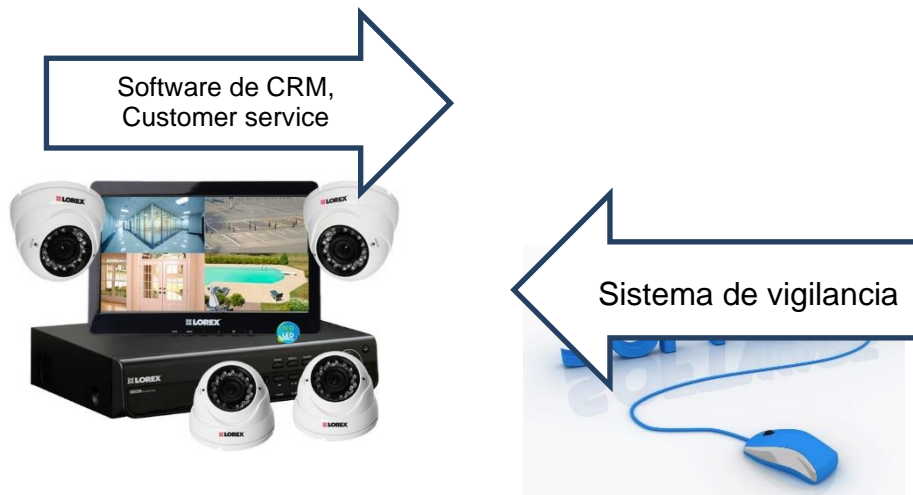 Software de CRM,
Customer service
LOREX
LOREX
LOREX
Sistema de vigilancia
LOREX
LOREX
LOREX